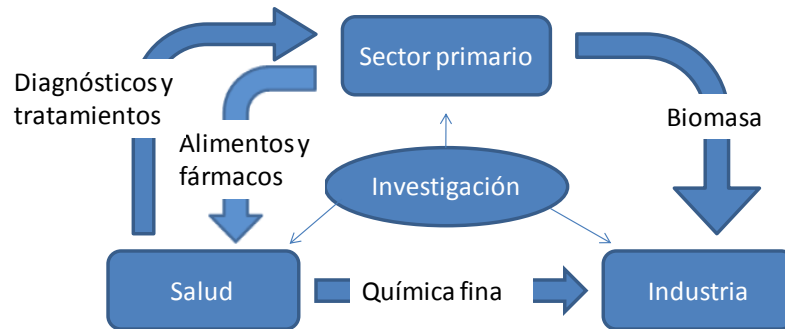 Sector primario
Diagnósticos y
tratamientos
Biomasa
Alimentos y
fármacos
Investigación
Salud
Química fina
Industria